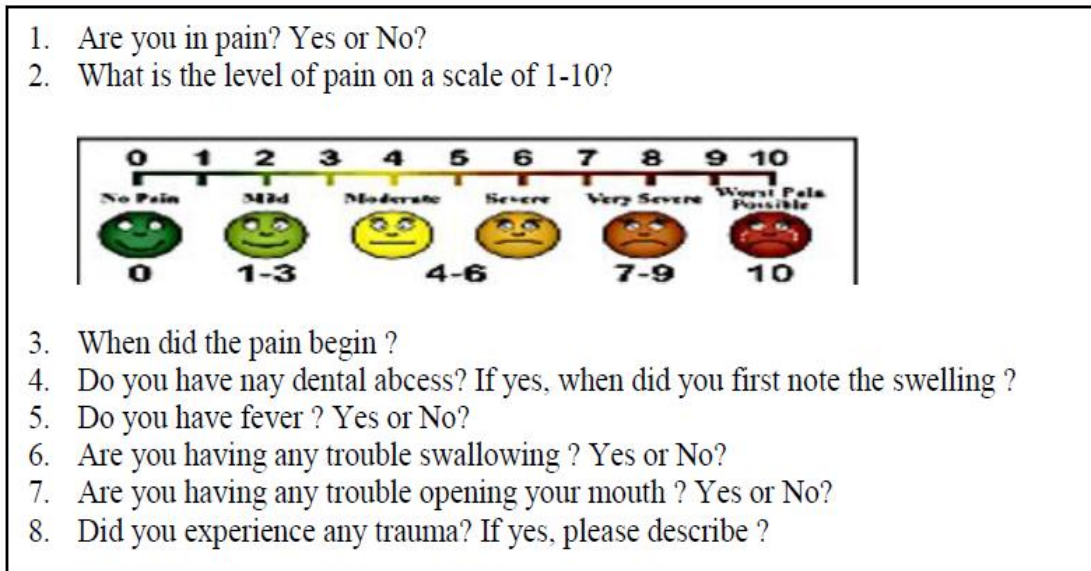 1. Are you in pain? Yes or No?
2. What is the level of pain on a scale of 1-10?
0 1 2 3 4 5 6 7 8 9 10
No Pain Mild Moderate Severe Very Severe Worst Pain Possible
0 1-3 4-6 7-9 10
3. When did the pain begin ?
4. Do you have nay dental abcess? If yes, when did you first note the swelling ?
5. Do you have fever ? Yes or No?
6. Are you having any trouble swallowing ? Yes or No?
7. Are you having any trouble opening your mouth ? Yes or No?
8. Did you experience any trauma? If yes, please describe ?